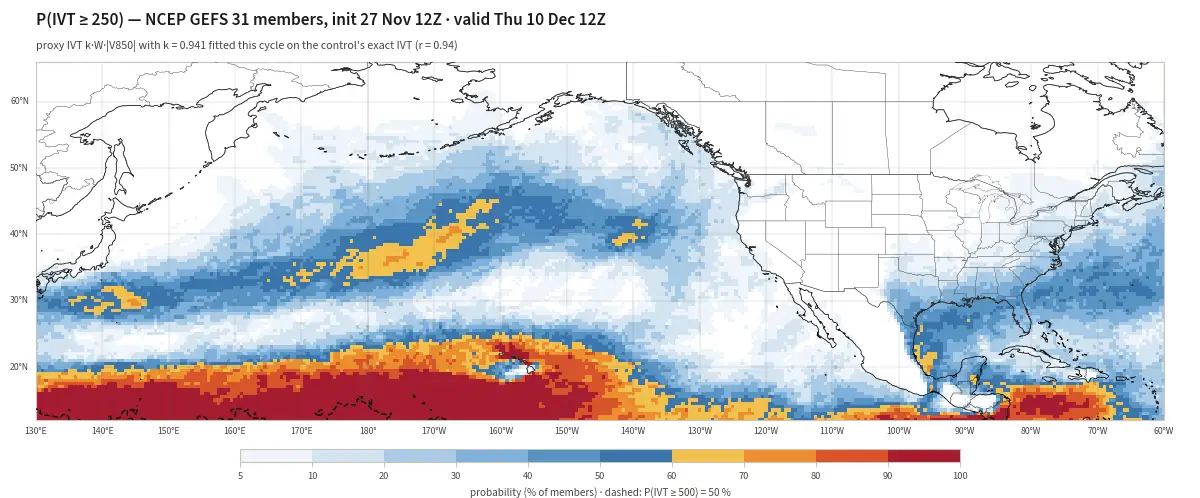 P(IVT ≥ 250) — NCEP GEFS 31 members, init 27 Nov 12Z · valid Thu 10 Dec 12Z
proxy IVT k·W·|V850| with k = 0.941 fitted this cycle on the control's exact IVT (r = 0.94)
60°N
50°N
40°N
30°N
20°N
130°E 140°E 150°E 160°E 170°E 180° 170°W 160°W 150°W 140°W 130°W 120°W 110°W 100°W 90°W 80°W 70°W 60°W
5 10 20 30 40 50 60 70 80 90 100
probability (% of members) · dashed: P(IVT ≥ 500) = 50 %